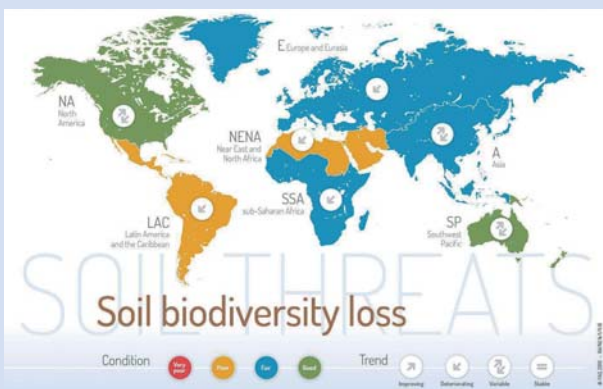 E Europe and Eurasia
NA
North
America
NENA
Near East and
North Africa
A
Asia
SSA
sub-Saharan Africa
LAC
Latin America
and the Caribbean
SP
Southwest
Pacific
SOIL THREATS
Soil biodiversity loss
Condition
Very
poor
Poor
Fair
Good
Trend
Improving
Deteriorating
Variable
Stable